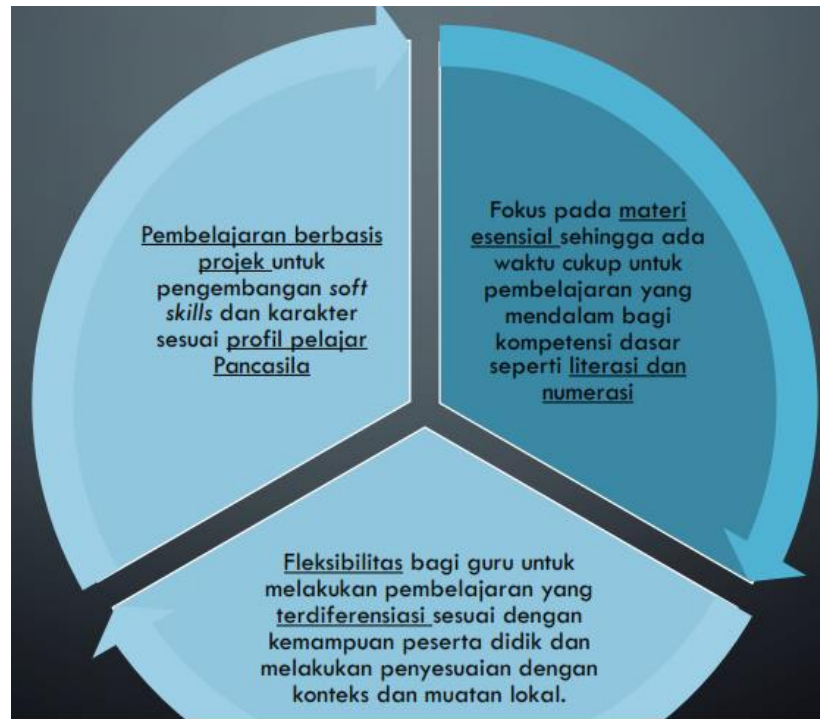 Pembelajaran berbasis
projek untuk
pengembangan soft
skills dan karakter
sesuai profil pelajar
Pancasila
Fokus pada materi
esensial sehingga ada
waktu cukup untuk
pembelajaran yang
mendalam bagi
kompetensi dasar
seperti literasi dan
numerasi
Fleksibilitas bagi guru untuk
melakukan pembelajaran yang
terdiferensiasi sesuai dengan
kemampuan peserta didik dan
melakukan penyesuaian dengan
konteks dan muatan lokal.